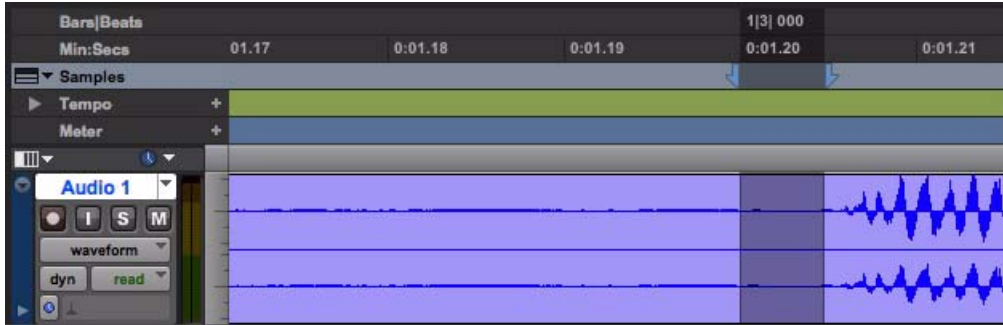 Bars|Beats 1|3| 000
Min:Secs 01.17 0:01.18 0:01.19 0:01.20 0:01.21
Samples
Tempo +
Meter +
Audio 1
I S M
waveform
dyn read